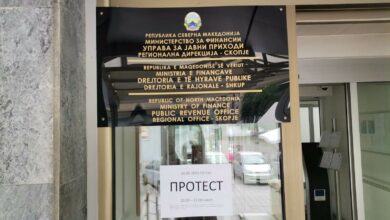 РЕПУБЛИКА СЕВЕРНА МАКЕДОНИЈА
МИНИСТЕРСТВО ЗА ФИНАНСИИ
УПРАВА ЗА ЈАВНИ ПРИХОДИ
РЕГИОНАЛНА ДИРЕКЦИЈА - СКОПЈЕ
REPUBLIKA E MAQEDONISË SË VERIUT
MINISTRIA E FINANCAVE
DREJTORIA E TË HYRAVE PUBLIKE
DREJTORIA E RAJONALE - SHKUP
REPUBLIC OF NORTH MACEDONIA
MINISTRY OF FINANCE
PUBLIC REVENUE OFFICE
REGIONAL OFFICE - SKOPJE
ПРОТЕСТ